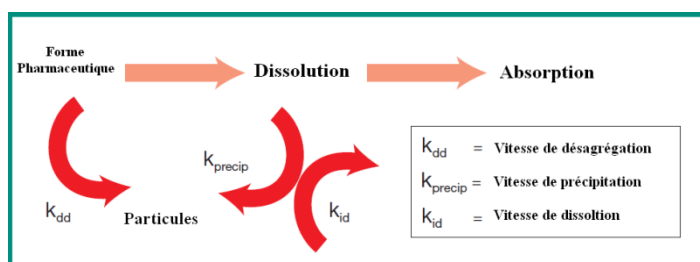 Forme
Pharmaceutique
Dissolution
Absorption
kprecip
kdd
Particules
kid
kdd = Vitesse de désagrégation
kprecip = Vitesse de précipitation
kid = Vitesse de dissoltion